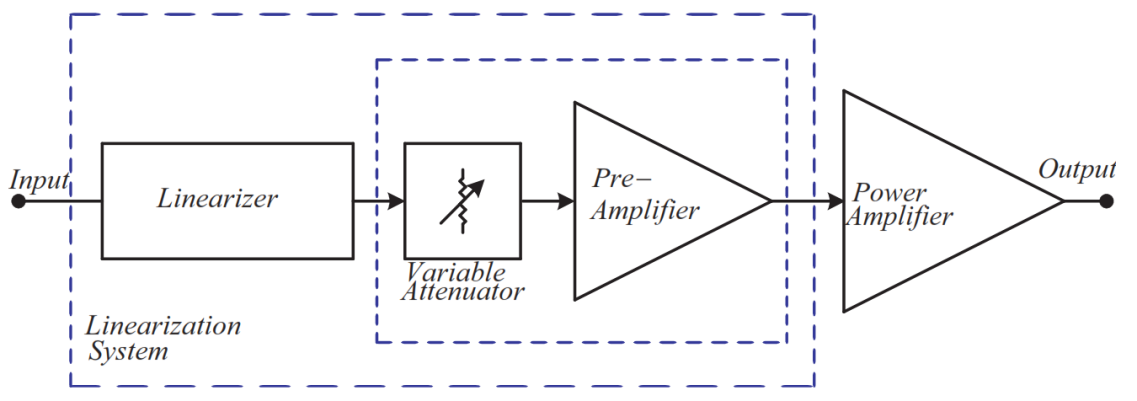 Input
Linearizer
Variable
Attenuator
Pre−
Amplifier
Power
Amplifier
Output
Linearization
System